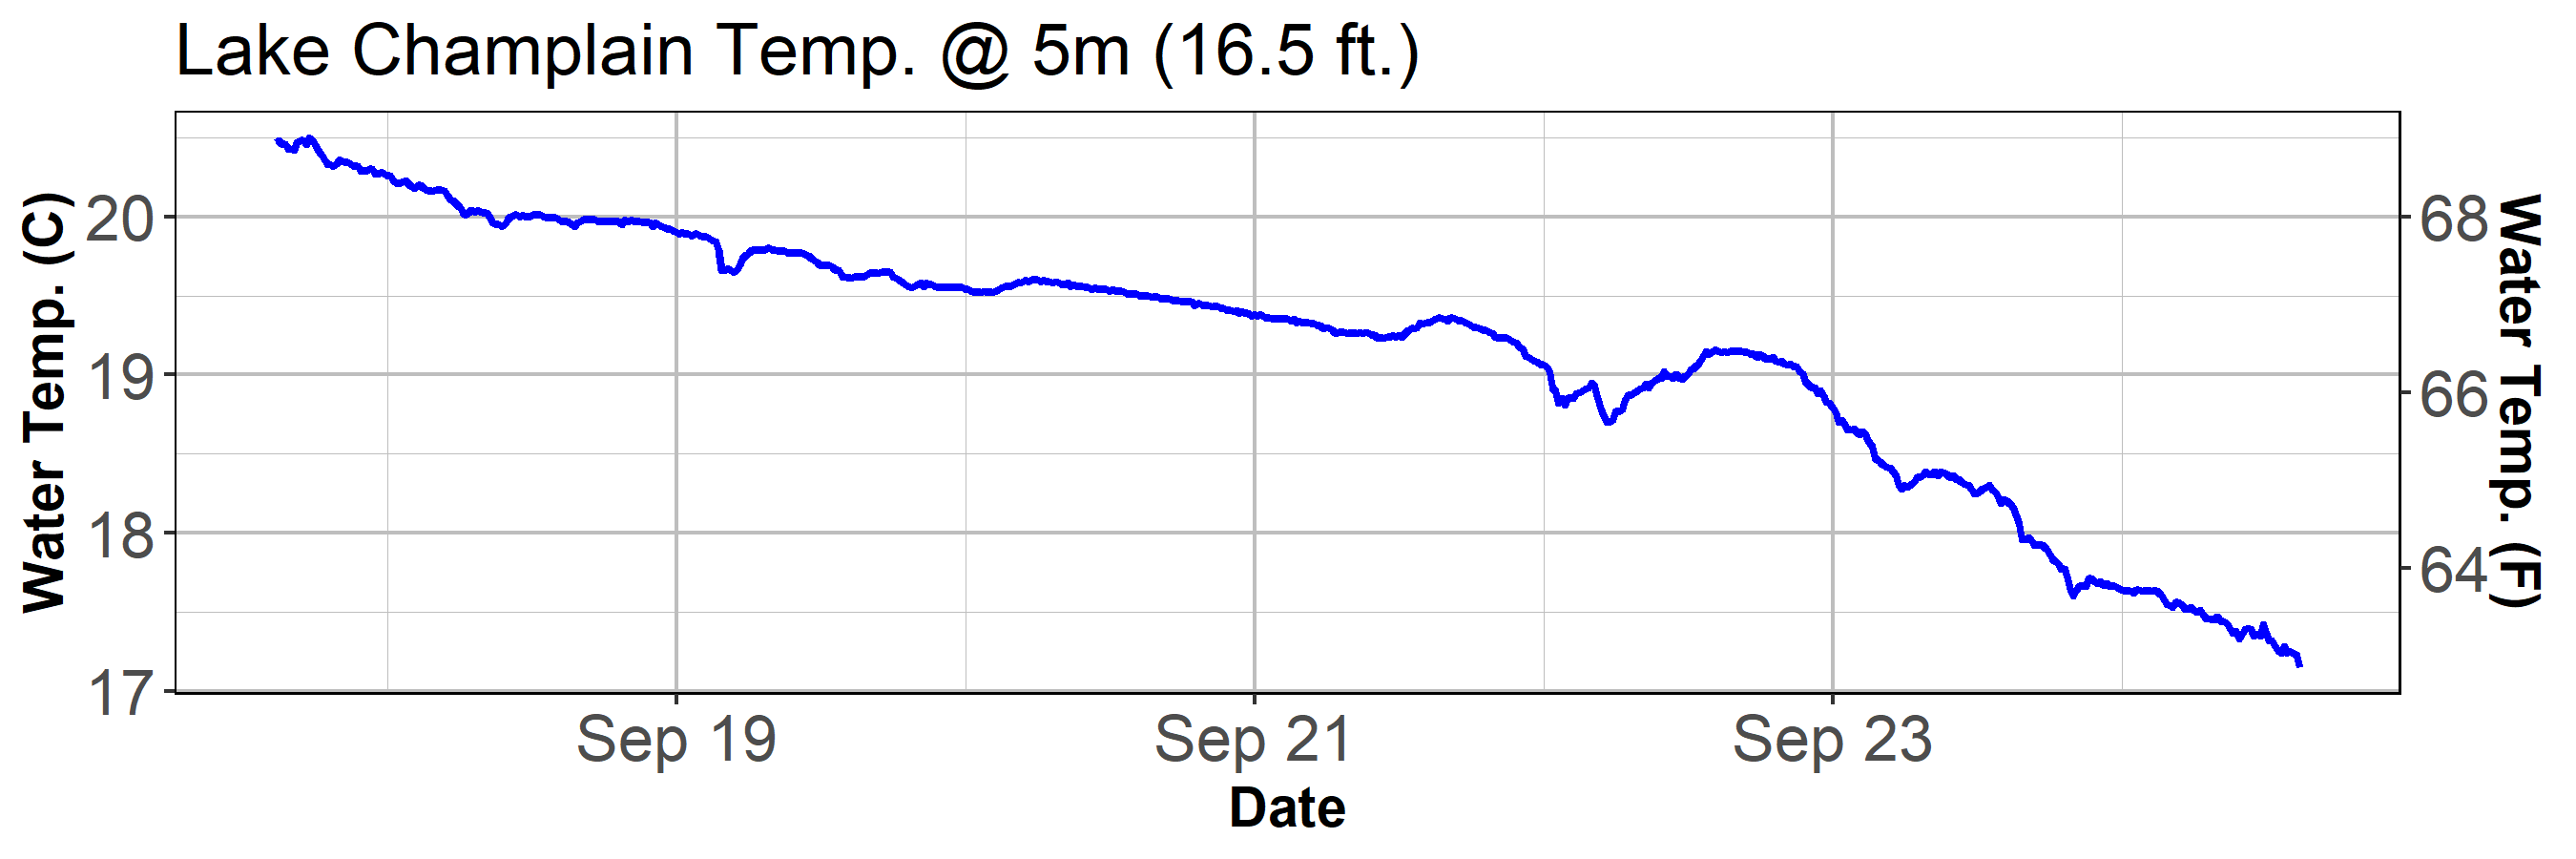 Lake Champlain Temp. @ 5m (16.5 ft.)
Water Temp. (C)
20
19
18
17
68
66
64
Water Temp. (F)
Sep 19
Sep 21
Sep 23
Date